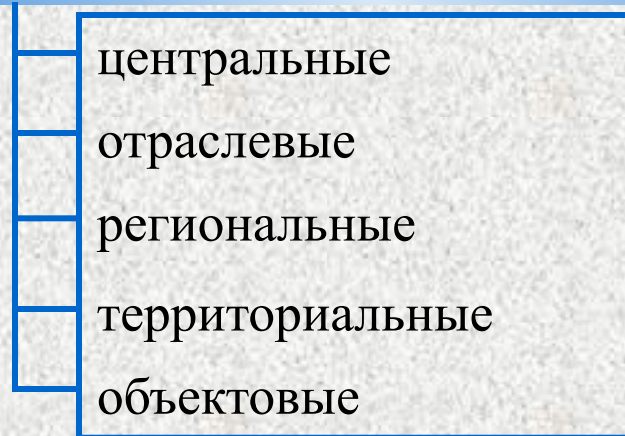 центральные
отраслевые
региональные
территориальные
объектовые